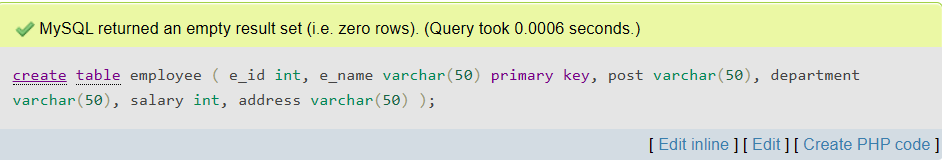 MySQL returned an empty result set (i.e. zero rows). (Query took 0.0006 seconds.)
create table employee ( e_id int, e_name varchar(50) primary key, post varchar(50), department
varchar(50), salary int, address varchar(50) );
[ Edit inline ] [ Edit ] [ Create PHP code ]